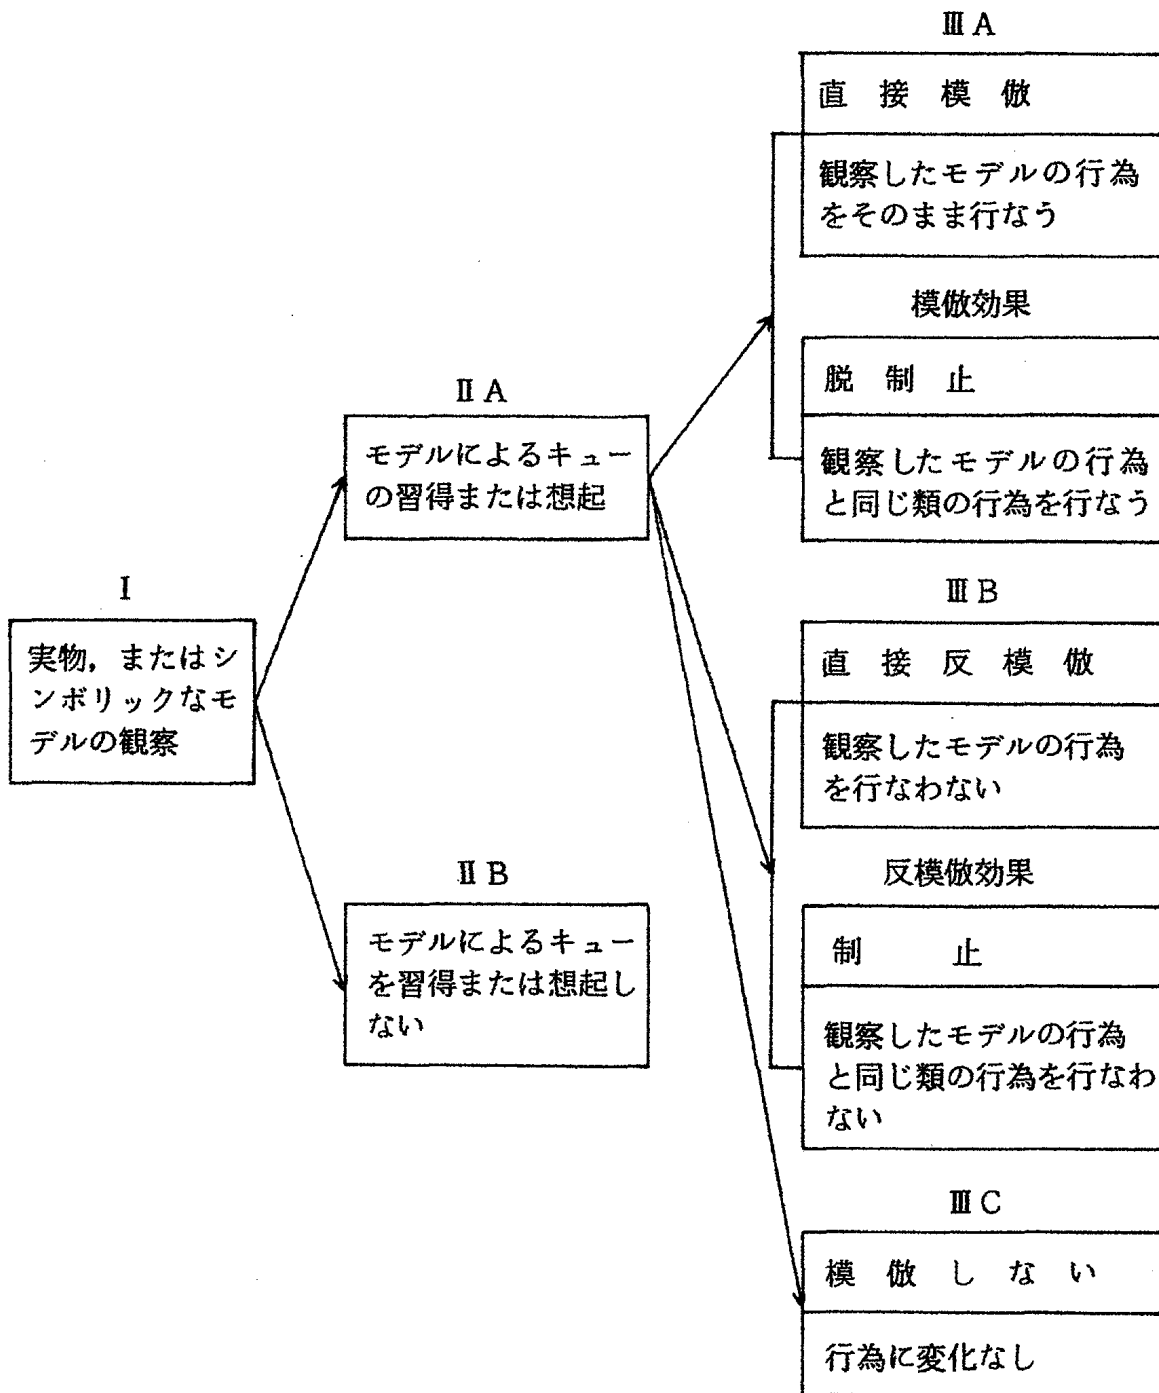 I
実物，またはシ
ンボリックなモ
デルの観察
II A
モデルによるキュー
の習得または想起
II B
モデルによるキュー
を習得または想起し
ない
III A
直接模倣
観察したモデルの行為
をそのまま行なう
模倣効果
脱制止
観察したモデルの行為
と同じ類の行為を行なう
III B
直接反模倣
観察したモデルの行為
を行なわない
反模倣効果
制止
観察したモデルの行為
と同じ類の行為を行なわ
ない
III C
模倣しない
行為に変化なし